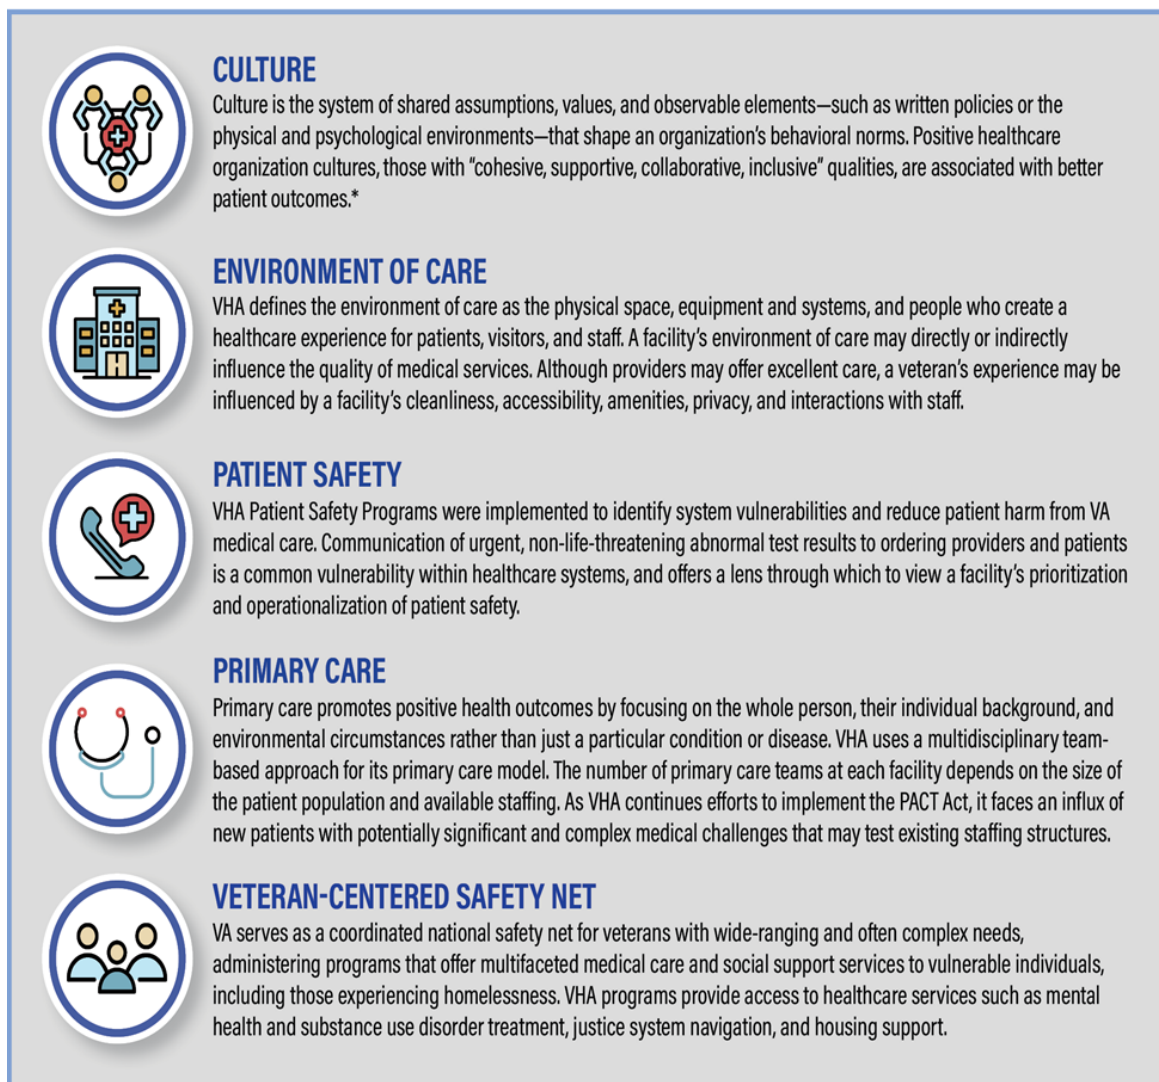 CULTURE
Culture is the system of shared assumptions, values, and observable elements—such as written policies or the
physical and psychological environments—that shape an organization's behavioral norms. Positive healthcare
organization cultures, those with “cohesive, supportive, collaborative, inclusive” qualities, are associated with better
patient outcomes.*
ENVIRONMENT OF CARE
VHA defines the environment of care as the physical space, equipment and systems, and people who create a
healthcare experience for patients, visitors, and staff. A facility's environment of care may directly or indirectly
influence the quality of medical services. Although providers may offer excellent care, a veteran's experience may be
influenced by a facility's cleanliness, accessibility, amenities, privacy, and interactions with staff.
PATIENT SAFETY
VHA Patient Safety Programs were implemented to identify system vulnerabilities and reduce patient harm from VA
medical care. Communication of urgent, non-life-threatening abnormal test results to ordering providers and patients
is a common vulnerability within healthcare systems, and offers a lens through which to view a facility's prioritization
and operationalization of patient safety.
PRIMARY CARE
Primary care promotes positive health outcomes by focusing on the whole person, their individual background, and
environmental circumstances rather than just a particular condition or disease. VHA uses a multidisciplinary team-
based approach for its primary care model. The number of primary care teams at each facility depends on the size of
the patient population and available staffing. As VHA continues efforts to implement the PACT Act, it faces an influx of
new patients with potentially significant and complex medical challenges that may test existing staffing structures.
VETERAN-CENTERED SAFETY NET
VA serves as a coordinated national safety net for veterans with wide-ranging and often complex needs,
administering programs that offer multifaceted medical care and social support services to vulnerable individuals,
including those experiencing homelessness. VHA programs provide access to healthcare services such as mental
health and substance use disorder treatment, justice system navigation, and housing support.